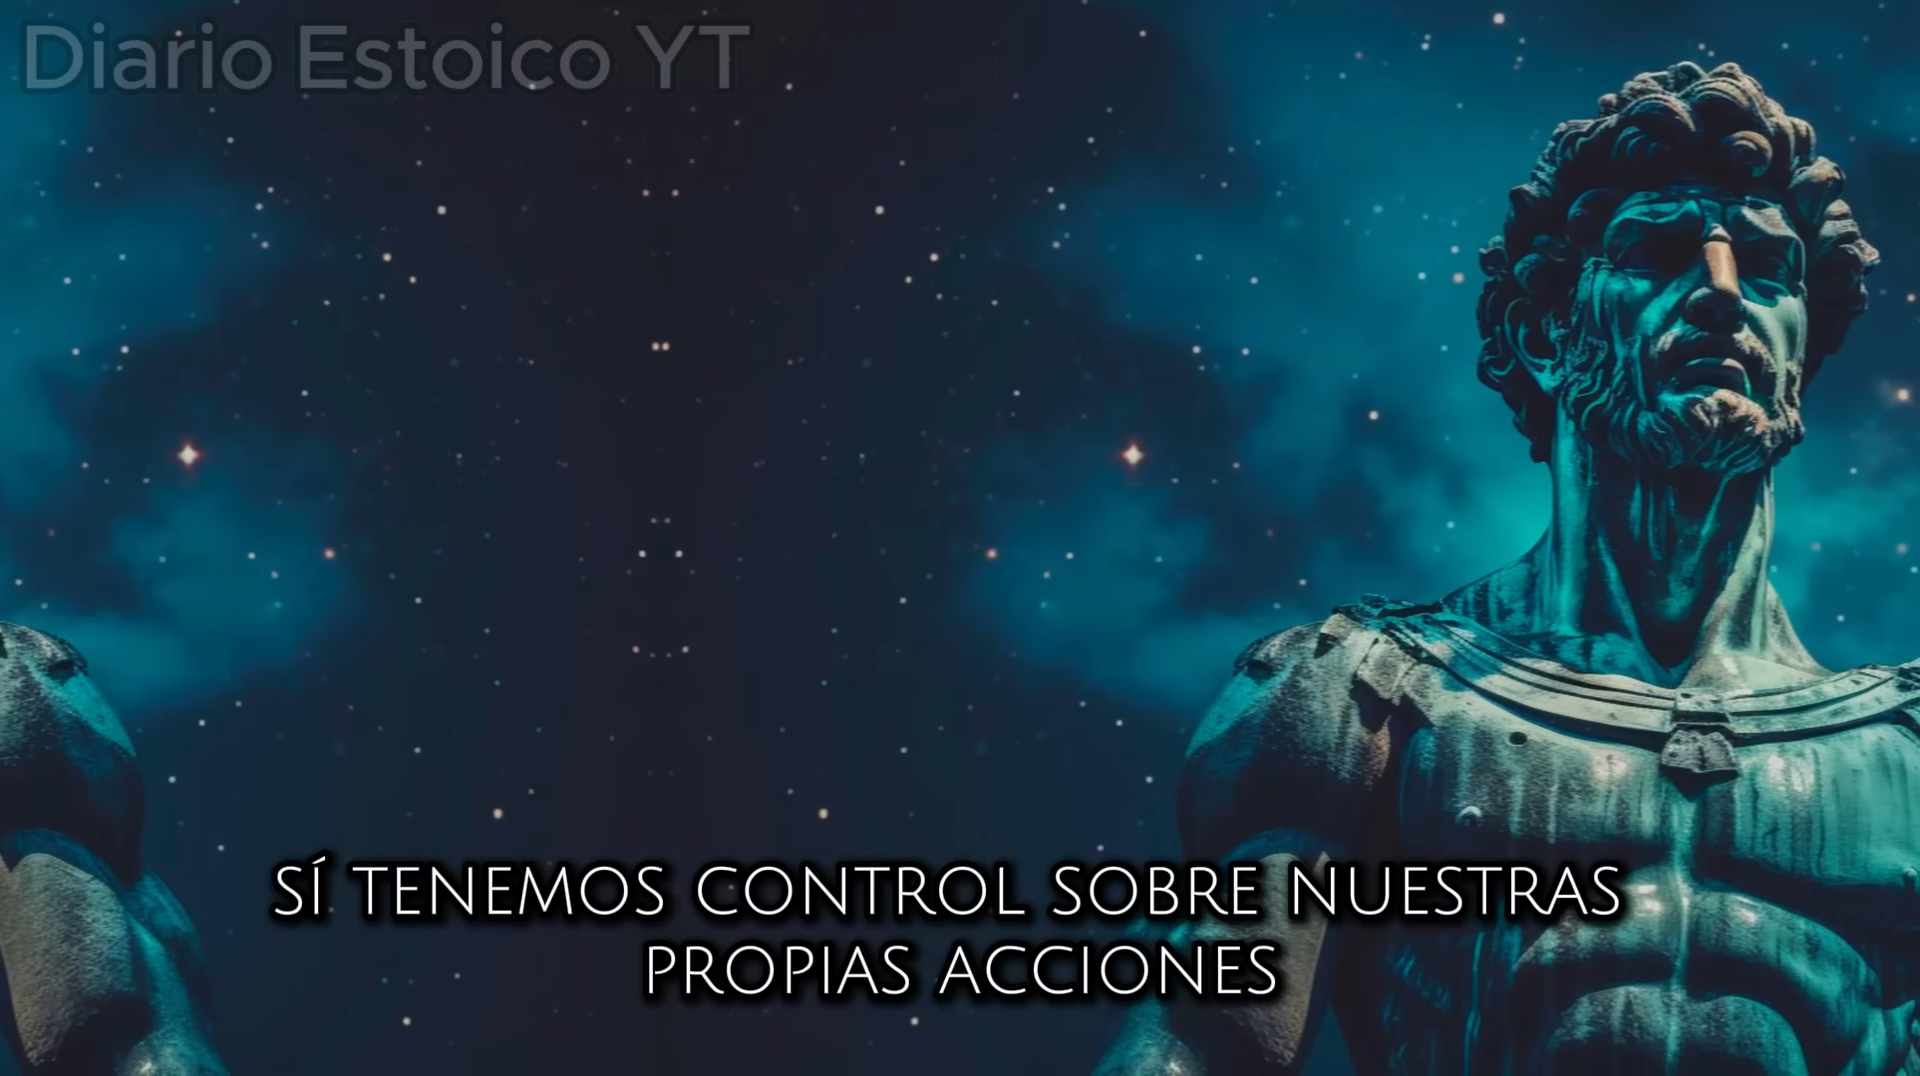 Diario Estoico YT
SÍ TENEMOS CONTROL SOBRE NUESTRAS
PROPIAS ACCIONES